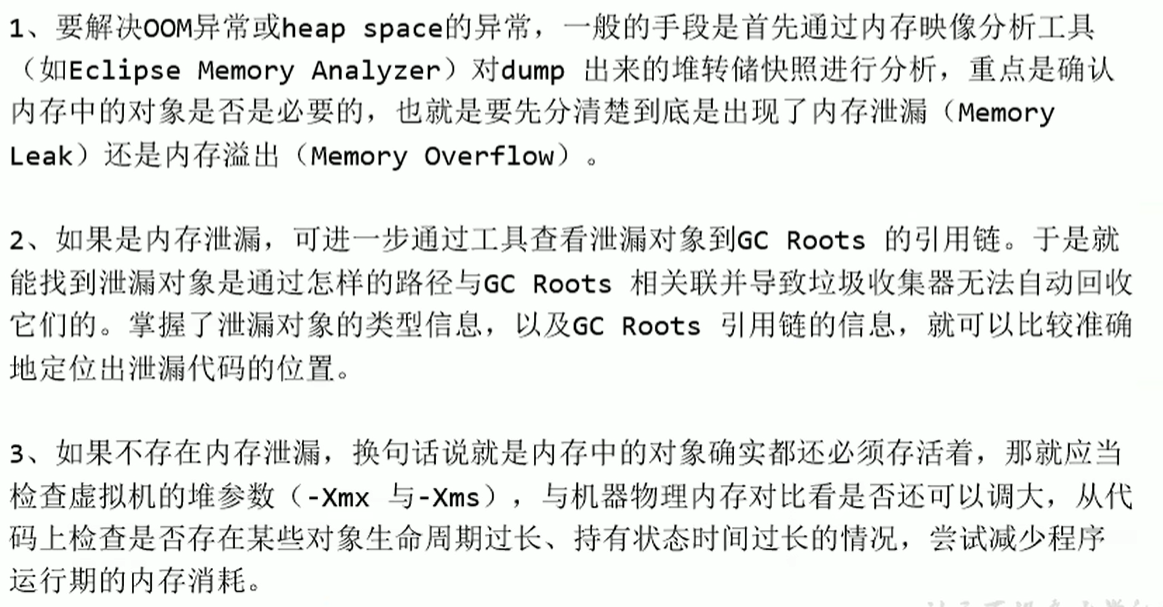 1、要解决OOM异常或heap space的异常，一般的手段是首先通过内存映像分析工具
（如Eclipse Memory Analyzer）对dump 出来的堆转储快照进行分析，重点是确认
内存中的对象是否是必要的，也就是要先分清楚到底是出现了内存泄漏（Memory
Leak）还是内存溢出（Memory Overflow）。
2、如果是内存泄漏，可进一步通过工具查看泄漏对象到GC Roots 的引用链。于是就
能找到泄漏对象是通过怎样的路径与GC Roots 相关联并导致垃圾收集器无法自动回收
它们的。掌握了泄漏对象的类型信息，以及GC Roots 引用链的信息，就可以比较准确
地定位出泄漏代码的位置。
3、如果不存在内存泄漏，换句话说就是内存中的对象确实都还必须存活着，那就应当
检查虚拟机的堆参数（-Xmx 与-Xms），与机器物理内存对比看是否还可以调大，从代
码上检查是否存在某些对象生命周期过长、持有状态时间过长的情况，尝试减少程序
运行期的内存消耗。